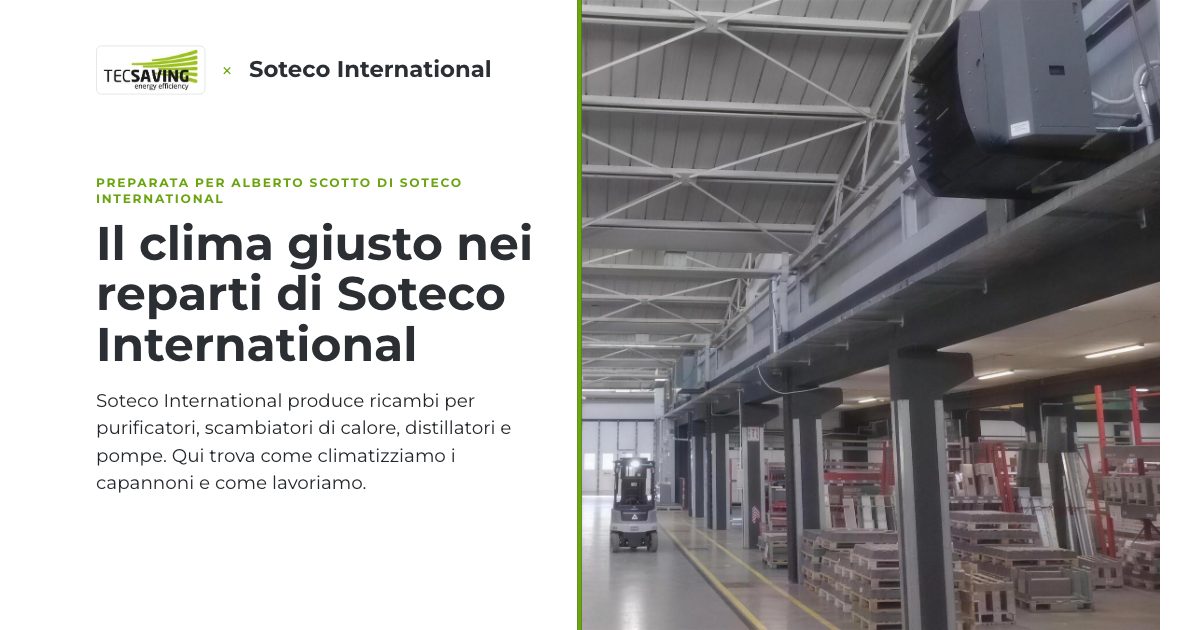 TECSAVING
energy efficiency
× Soteco International
PREPARATA PER ALBERTO SCOTTO DI SOTECO
INTERNATIONAL
Il clima giusto nei
reparti di Soteco
International
Soteco International produce ricambi per
purificatori, scambiatori di calore, distillatori e
pompe. Qui trova come climatizziamo i
capannoni e come lavoriamo.